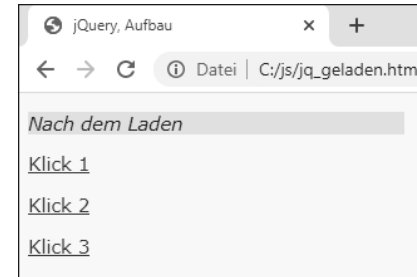 jQuery, Aufbau
Datei C:/js/jq_geladen.htm
Nach dem Laden
Klick 1
Klick 2
Klick 3